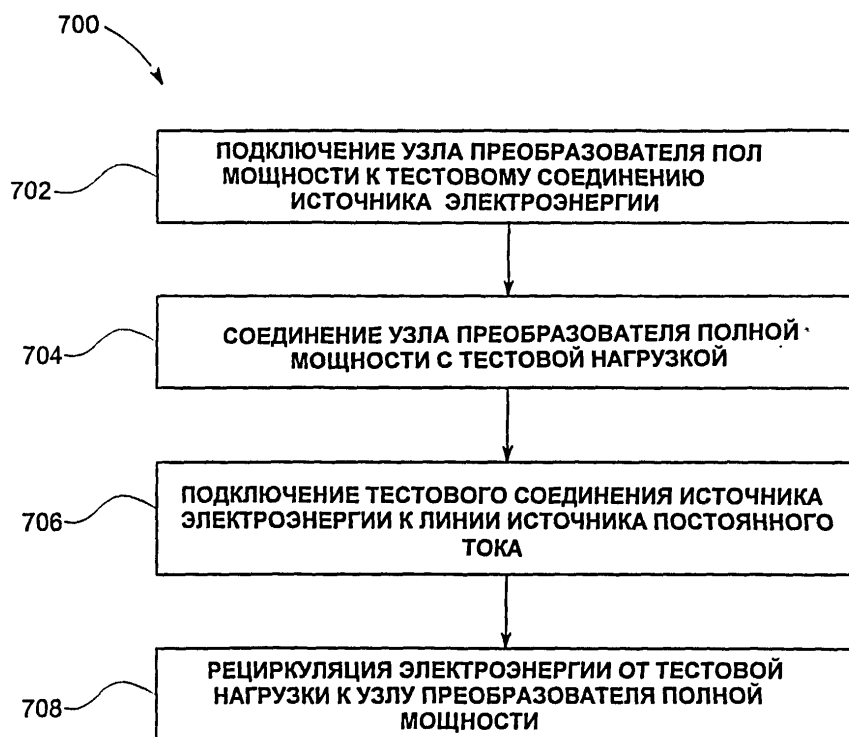 700
702
ПОДКЛЮЧЕНИЕ УЗЛА ПРЕОБРАЗОВАТЕЛЯ ПОЛ
МОЩНОСТИ К ТЕСТОВОМУ СОЕДИНЕНИЮ
ИСТОЧНИКА ЭЛЕКТРОЭНЕРГИИ
704
СОЕДИНЕНИЕ УЗЛА ПРЕОБРАЗОВАТЕЛЯ ПОЛНОЙ
МОЩНОСТИ С ТЕСТОВОЙ НАГРУЗКОЙ
706
ПОДКЛЮЧЕНИЕ ТЕСТОВОГО СОЕДИНЕНИЯ ИСТОЧНИКА
ЭЛЕКТРОЭНЕРГИИ К ЛИНИИ ИСТОЧНИКА ПОСТОЯННОГО
ТОКА
708
РЕЦИРКУЛЯЦИЯ ЭЛЕКТРОЭНЕРГИИ ОТ ТЕСТОВОЙ
НАГРУЗКИ К УЗЛУ ПРЕОБРАЗОВАТЕЛЯ ПОЛНОЙ
МОЩНОСТИ